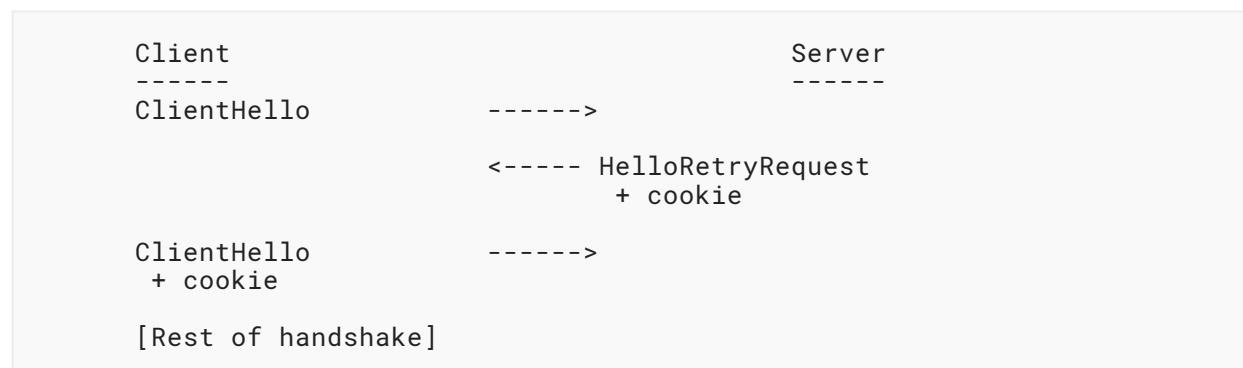 Client                                   Server
------                                   ------
ClientHello           ------>

                      <----- HelloRetryRequest
                              + cookie

ClientHello           ------>
 + cookie

[Rest of handshake]